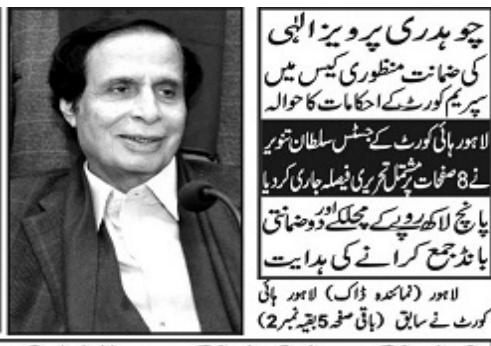 چوہدری پرویز الٰہی
کی ضمانت منظوری کیس میں
سپریم کورٹ کے احکامات کا حوالہ
لاہور ہائی کورٹ کے جسٹس سلطان تنویر
نے 8 صفحات پر مشتمل تحریری فیصلہ جاری کر دیا
پانچ لاکھ روپے کے مچلکے اور دو ضمانتی
بانڈ جمع کرانے کی ہدایت
لاہور (نمائندہ ڈاک) لاہور ہائی
کورٹ نے سابق (باقی صفحہ 5 بقیہ نمبر 2)